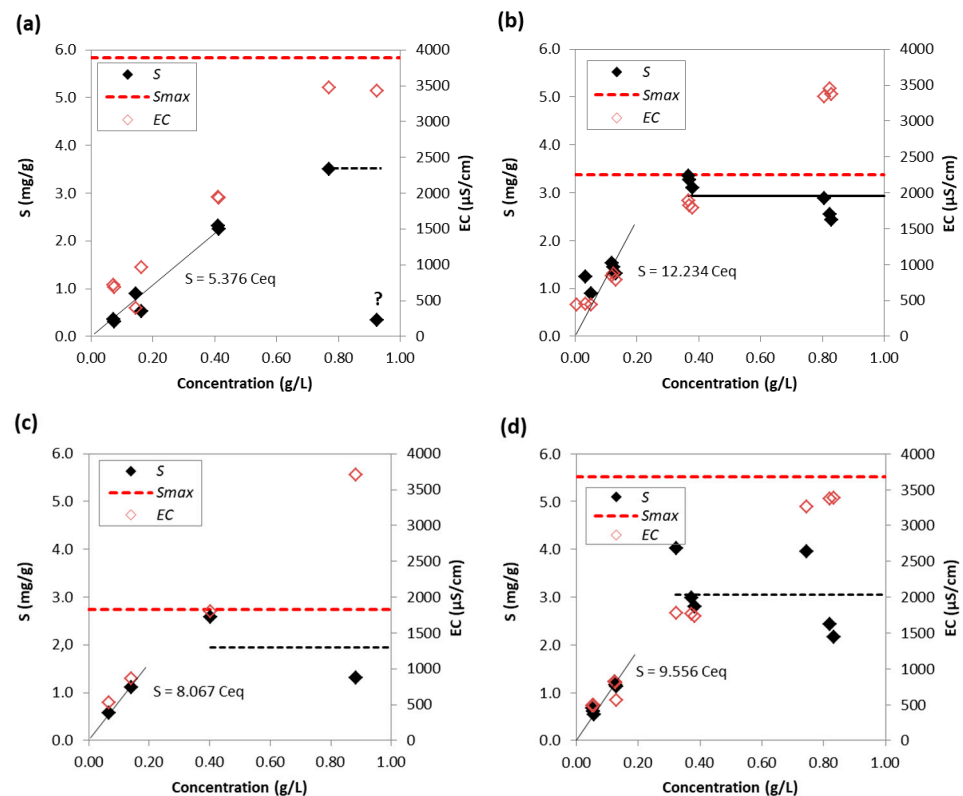 (a)
S (mg/g)
6.0
5.0
4.0
3.0
2.0
1.0
0.0
S
Smax
EC
S = 5.376 Ceq
?
4000
3500
3000
2500
2000
1500
1000
500
0
EC (µS/cm)
0.00 0.20 0.40 0.60 0.80 1.00
Concentration (g/L)
(b)
S (mg/g)
6.0
5.0
4.0
3.0
2.0
1.0
0.0
S
Smax
EC
S = 12.234 Ceq
4000
3500
3000
2500
2000
1500
1000
500
0
EC (µS/cm)
0.00 0.20 0.40 0.60 0.80 1.00
Concentration (g/L)
(c)
S (mg/g)
6.0
5.0
4.0
3.0
2.0
1.0
0.0
S
Smax
EC
S = 8.067 Ceq
4000
3500
3000
2500
2000
1500
1000
500
0
EC (µS/cm)
0.00 0.20 0.40 0.60 0.80 1.00
Concentration (g/L)
(d)
S (mg/g)
6.0
5.0
4.0
3.0
2.0
1.0
0.0
S
Smax
EC
S = 9.556 Ceq
4000
3500
3000
2500
2000
1500
1000
500
0
EC (µS/cm)
0.00 0.20 0.40 0.60 0.80 1.00
Concentration (g/L)